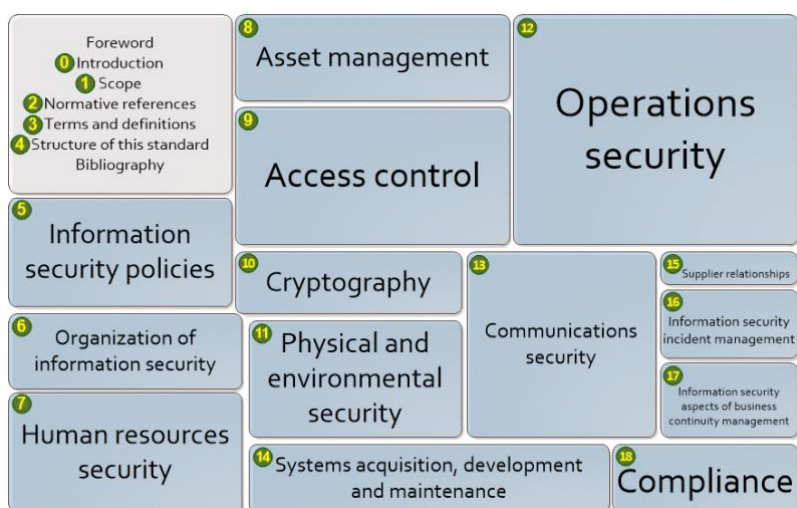 Foreword
0 Introduction
1 Scope
2 Normative references
3 Terms and definitions
4 Structure of this standard
Bibliography
5 Information
security policies
6 Organization of
information security
7 Human resources
security
8 Asset management
9 Access control
10 Cryptography
11 Physical and
environmental
security
12 Operations
security
13 Communications
security
14 Systems acquisition, development
and maintenance
15 Supplier relationships
16 Information security
incident management
17 Information security
aspects of business
continuity management
18 Compliance